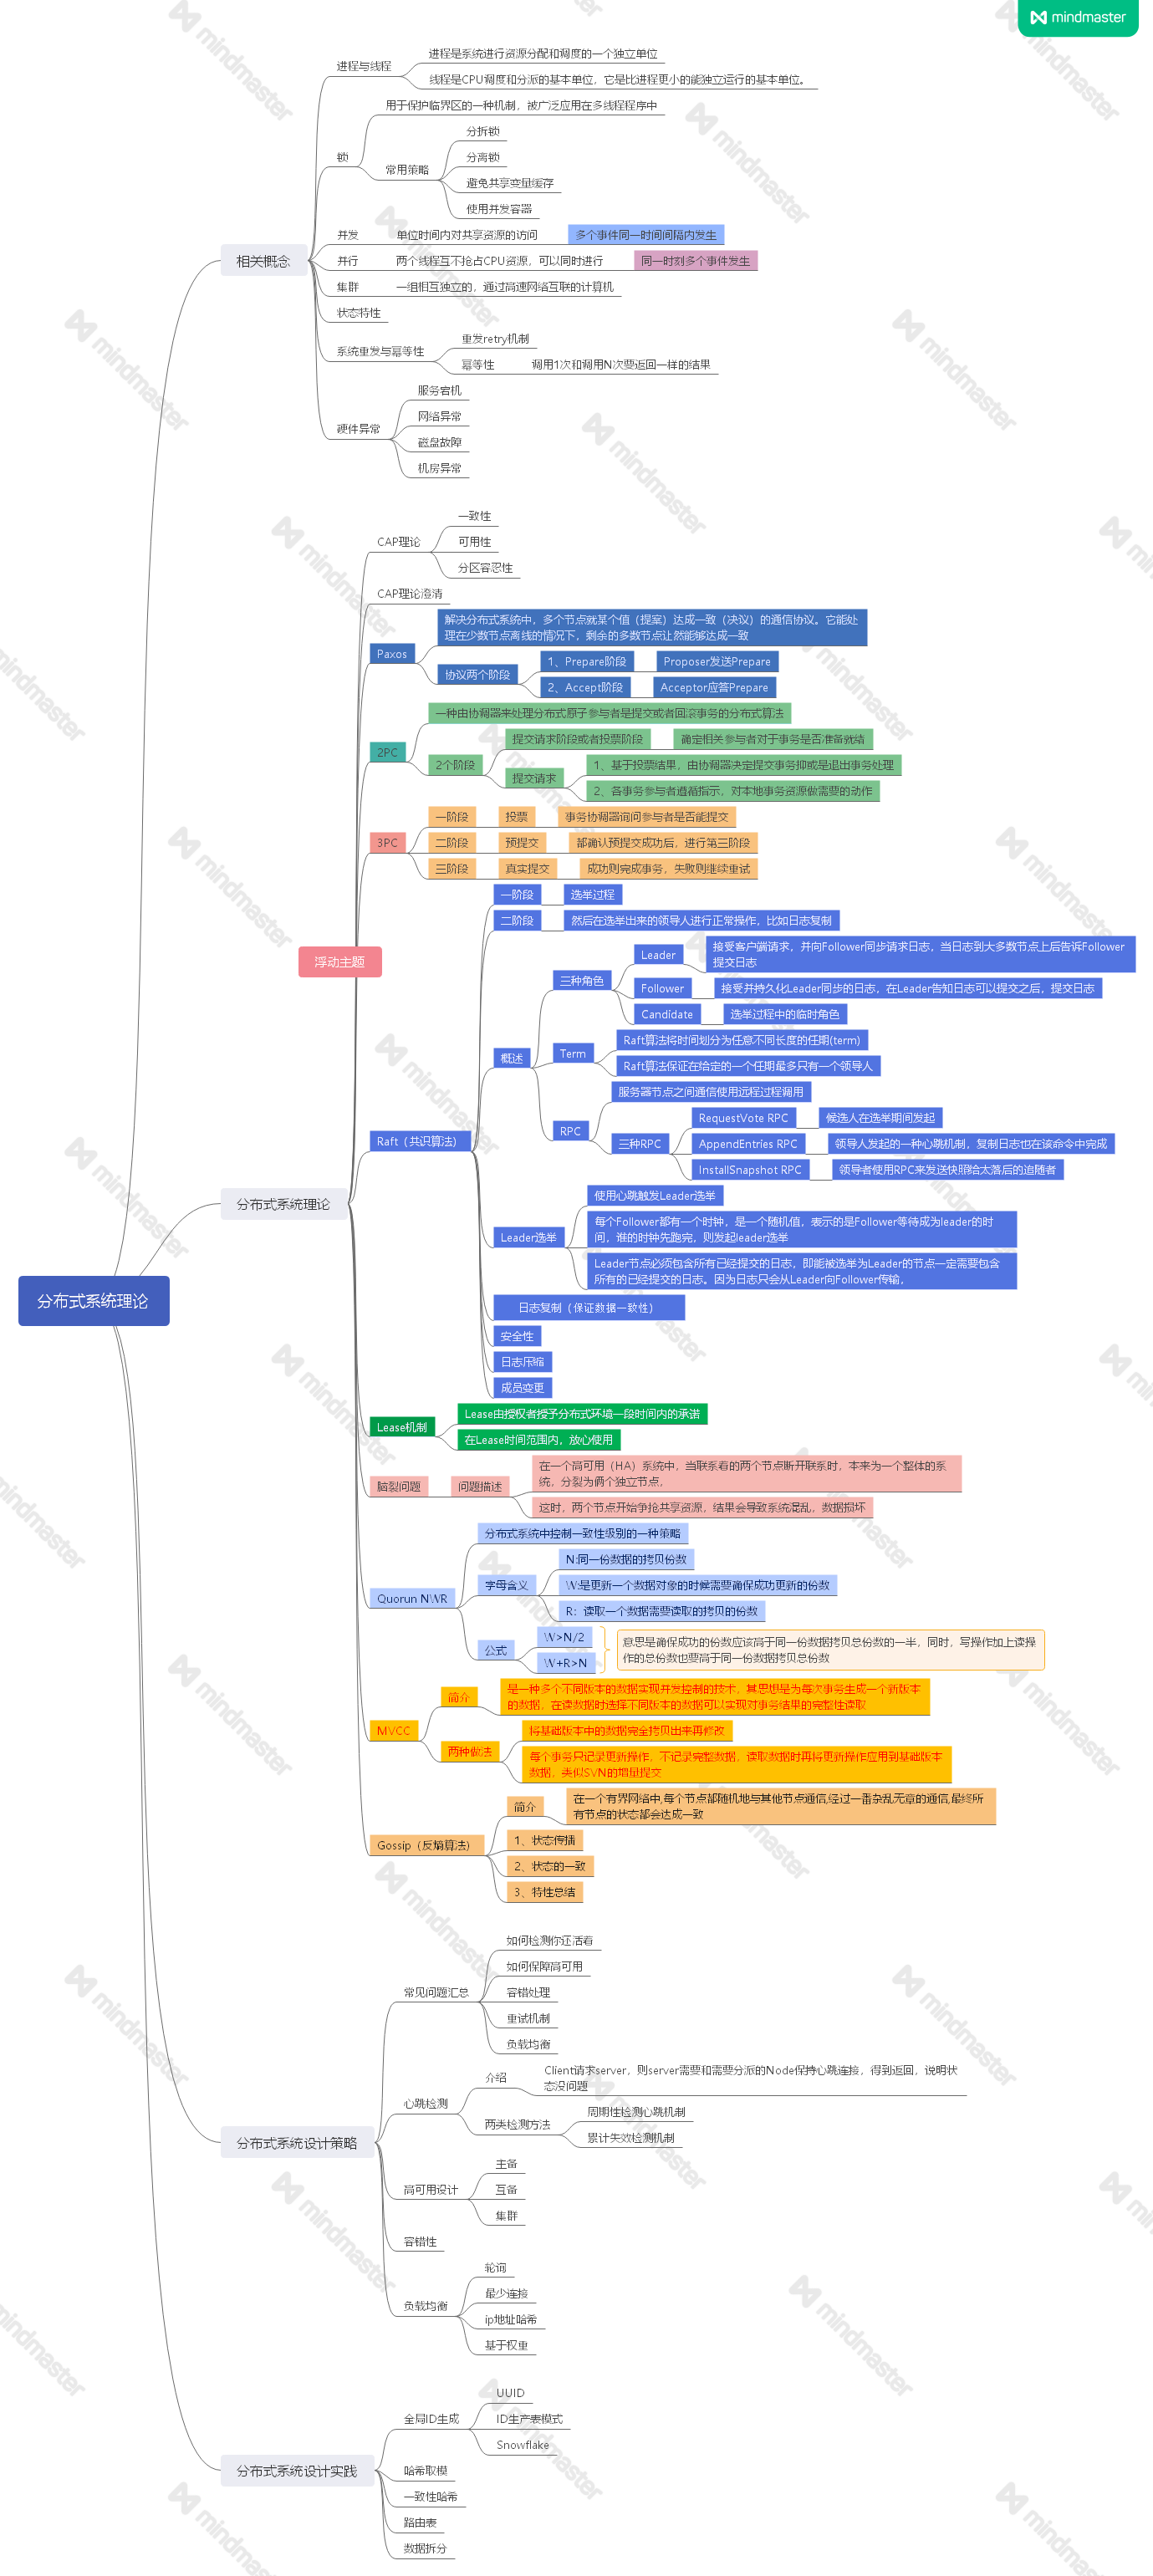 mindmaster
分布式系统理论
相关概念
进程与线程
进程是系统进行资源分配和调度的一个独立单位
线程是CPU调度和分派的基本单位，它是比进程更小的能独立运行的基本单位。
锁
用于保护临界区的一种机制，被广泛应用在多线程程序中
常用策略
分拆锁
分离锁
避免共享变量缓存
使用并发容器
并发
单位时间内对共享资源的访问
多个事件同一时间间隔内发生
并行
两个线程互不抢占CPU资源，可以同时进行
同一时刻多个事件发生
集群
一组相互独立的，通过高速网络互联的计算机
状态特性
系统重发与幂等性
重发retry机制
幂等性
调用1次和调用N次要返回一样的结果
硬件异常
服务宕机
网络异常
磁盘故障
机房异常
浮动主题
分布式系统理论
CAP理论
一致性
可用性
分区容忍性
CAP理论澄清
Paxos
解决分布式系统中，多个节点就某个值（提案）达成一致（决议）的通信协议。它能处
理在少数节点离线的情况下，剩余的多数节点让然能够达成一致
协议两个阶段
1、Prepare阶段
Proposer发送Prepare
2、Accept阶段
Acceptor应答Prepare
2PC
一种由协调器来处理分布式原子参与者是提交或者回滚事务的分布式算法
2个阶段
提交请求阶段或者投票阶段
确定相关参与者对于事务是否准备就绪
提交请求
1、基于投票结果，由协调器决定提交事务抑或是退出事务处理
2、各事务参与者遵循指示，对本地事务资源做需要的动作
3PC
一阶段
投票
事务协调器询问参与者是否能提交
二阶段
预提交
都确认预提交成功后，进行第三阶段
三阶段
真实提交
成功则完成事务，失败则继续重试
Raft（共识算法）
一阶段
选举过程
二阶段
然后在选举出来的领导人进行正常操作，比如日志复制
概述
三种角色
Leader
接受客户端请求，并向Follower同步请求日志，当日志到大多数节点上后告诉Follower
提交日志
Follower
接受并持久化Leader同步的日志，在Leader告知日志可以提交之后，提交日志
Candidate
选举过程中的临时角色
Term
Raft算法将时间划分为任意不同长度的任期(term)
Raft算法保证在给定的一个任期最多只有一个领导人
RPC
服务器节点之间通信使用远程过程调用
三种RPC
RequestVote RPC
候选人在选举期间发起
AppendEntries RPC
领导人发起的一种心跳机制，复制日志也在该命令中完成
InstallSnapshot RPC
领导者使用RPC来发送快照给太落后的追随者
Leader选举
使用心跳触发Leader选举
每个Follower都有一个时钟，是一个随机值，表示的是Follower等待成为leader的时
间，谁的时钟先跑完，则发起leader选举
Leader节点必须包含所有已经提交的日志，即能被选举为Leader的节点一定需要包含
所有的已经提交的日志。因为日志只会从Leader向Follower传输，
日志复制（保证数据一致性）
安全性
日志压缩
成员变更
Lease机制
Lease由授权者授予分布式环境一段时间内的承诺
在Lease时间范围内，放心使用
脑裂问题
问题描述
在一个高可用（HA）系统中，当联系着的两个节点断开联系时，本来为一个整体的系
统，分裂为俩个独立节点，
这时，两个节点开始争抢共享资源，结果会导致系统混乱，数据损坏
Quorun NWR
分布式系统中控制一致性级别的一种策略
字母含义
N:同一份数据的拷贝份数
W:是更新一个数据对象的时候需要确保成功更新的份数
R：读取一个数据需要读取的拷贝的份数
公式
W>N/2
W+R>N
意思是确保成功的份数应该高于同一份数据拷贝总份数的一半，同时，写操作加上读操
作的总份数也要高于同一份数据拷贝总份数
MVCC
简介
是一种多个不同版本的数据实现并发控制的技术，其思想是为每次事务生成一个新版本
的数据，在读数据时选择不同版本的数据可以实现对事务结果的完整性读取
两种做法
将基础版本中的数据完全拷贝出来再修改
每个事务只记录更新操作，不记录完整数据，读取数据时再将更新操作应用到基础版本
数据，类似SVN的增量提交
Gossip（反熵算法）
简介
在一个有界网络中,每个节点都随机地与其他节点通信,经过一番杂乱无章的通信,最终所
有节点的状态都会达成一致
1、状态传播
2、状态的一致
3、特性总结
分布式系统设计策略
常见问题汇总
如何检测你还活着
如何保障高可用
容错处理
重试机制
负载均衡
心跳检测
介绍
Client请求server，则server需要和需要分派的Node保持心跳连接，得到返回，说明状
态没问题
两类检测方法
周期性检测心跳机制
累计失效检测机制
高可用设计
主备
互备
集群
容错性
负载均衡
轮询
最少连接
ip地址哈希
基于权重
分布式系统设计实践
全局ID生成
UUID
ID生产表模式
Snowflake
哈希取模
一致性哈希
路由表
数据拆分